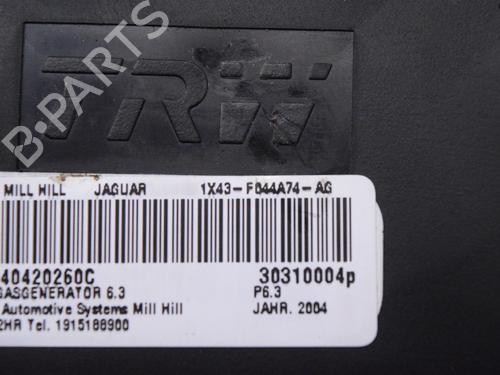 TRW
B-PARTS
MILL HILL JAGUAR 1X43-F044A74-AG
40420260C 30310004p
GASGENERATOR 6.3 P6.3
Automotive Systems Mill Hill JAHR. 2004
2HR Tel. 1915188900